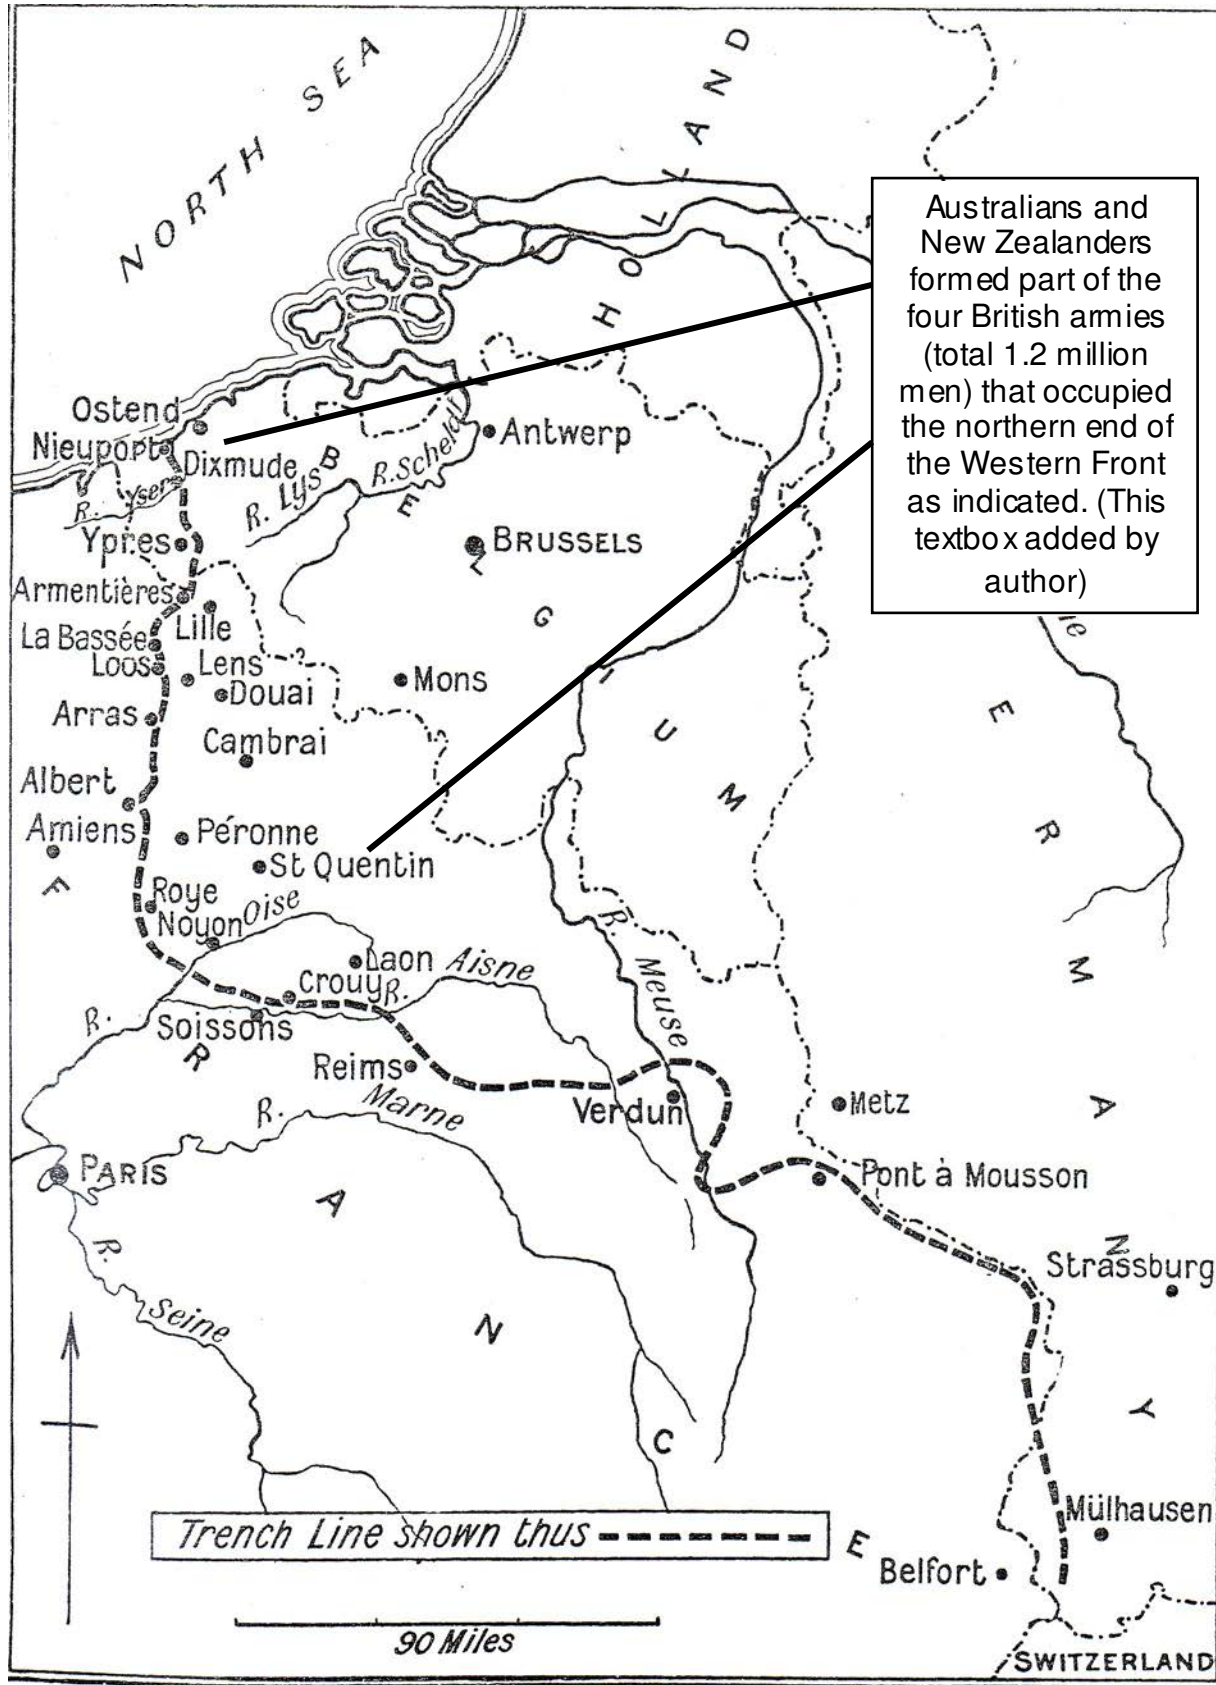 NORTH SEA
HOLLAND
Australians and
New Zealanders
formed part of the
four British armies
(total 1.2 million
men) that occupied
the northern end of
the Western Front
as indicated. (This
textbox added by
author)
Ostend
Nieuport
Dixmude
R. Yser
R. Lys
R. Scheldt
Antwerp
BELGIUM
Ypres
BRUSSELS
Armentières
Lille
La Bassée
Loos
Lens
Douai
Mons
Arras
Cambrai
Albert
Amiens
Péronne
St Quentin
Roye
Noyon
R. Oise
Laon
Crouy
R. Aisne
Soissons
R. Meuse
Reims
R. Marne
Verdun
Metz
PARIS
Pont à Mousson
Strassburg
R. Seine
FRANCE
ERMANY
Mülhausen
Belfort
Trench Line shown thus
90 Miles
SWITZERLAND